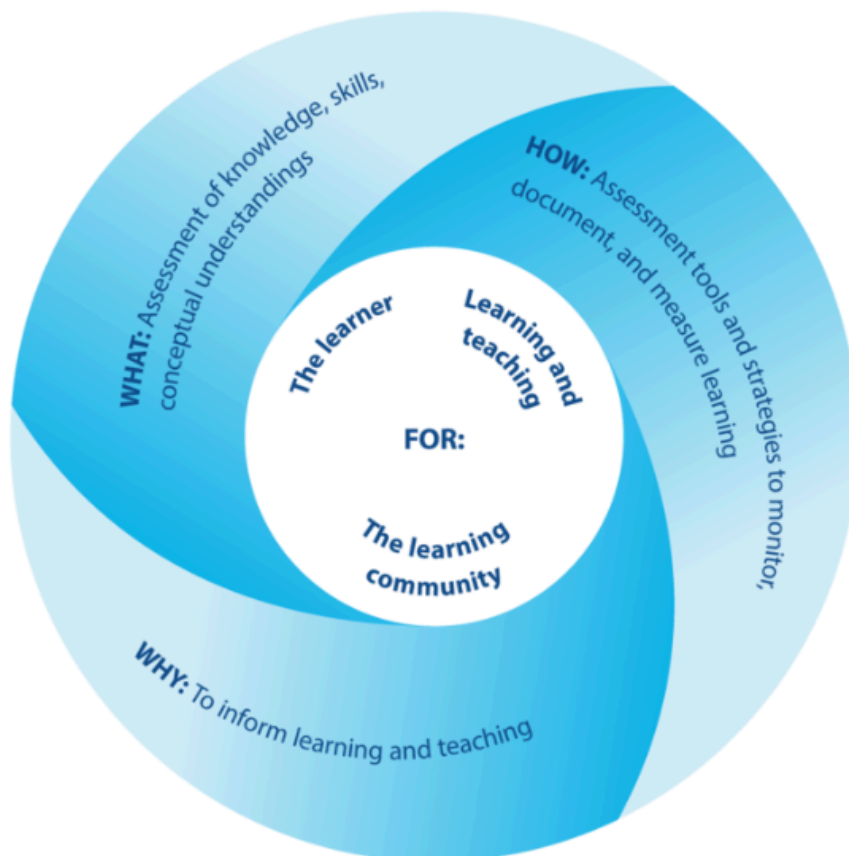 WHAT: Assessment of knowledge, skills,
conceptual understandings
HOW: Assessment tools and strategies to monitor,
document, and measure learning
The learner
Learning and
teaching
FOR:
The learning
community
WHY: To inform learning and teaching